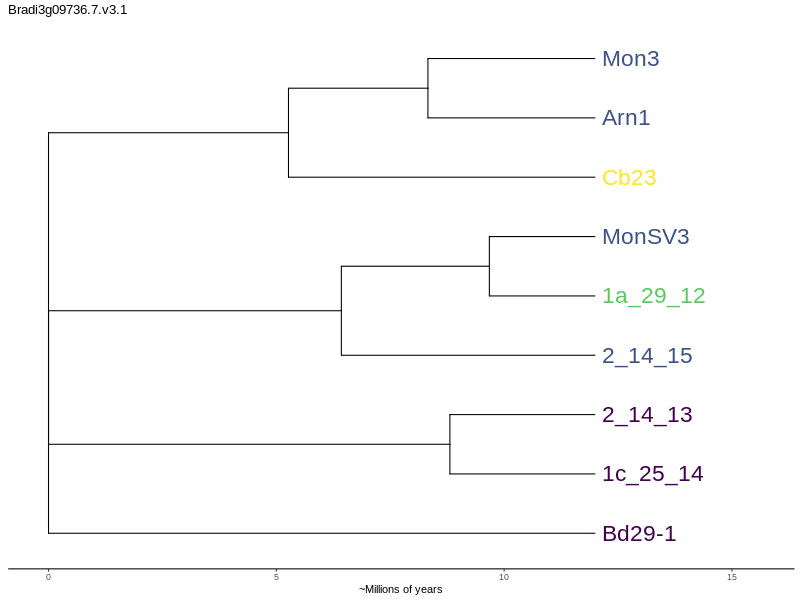 Bradi3g09736.7.v3.1
Mon3
Arn1
Cb23
MonSV3
1a_29_12
2_14_15
2_14_13
1c_25_14
Bd29-1
0 5 10 15
~Millions of years